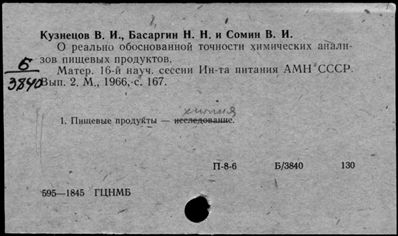 Кузнецов В. И., Басаргин Н. Н. и Сомин В. И.
О реально обоснованной точности химических анали-
зов пищевых продуктов.
Матер. 16-й науч. сессии Ин-та питания АМН СССР.
Вып. 2. М., 1966, с. 167.
Б
3840
химия
1. Пищевые продукты — исследование.
П-8-6 Б/3840 130
595—1845 ГЦНМБ